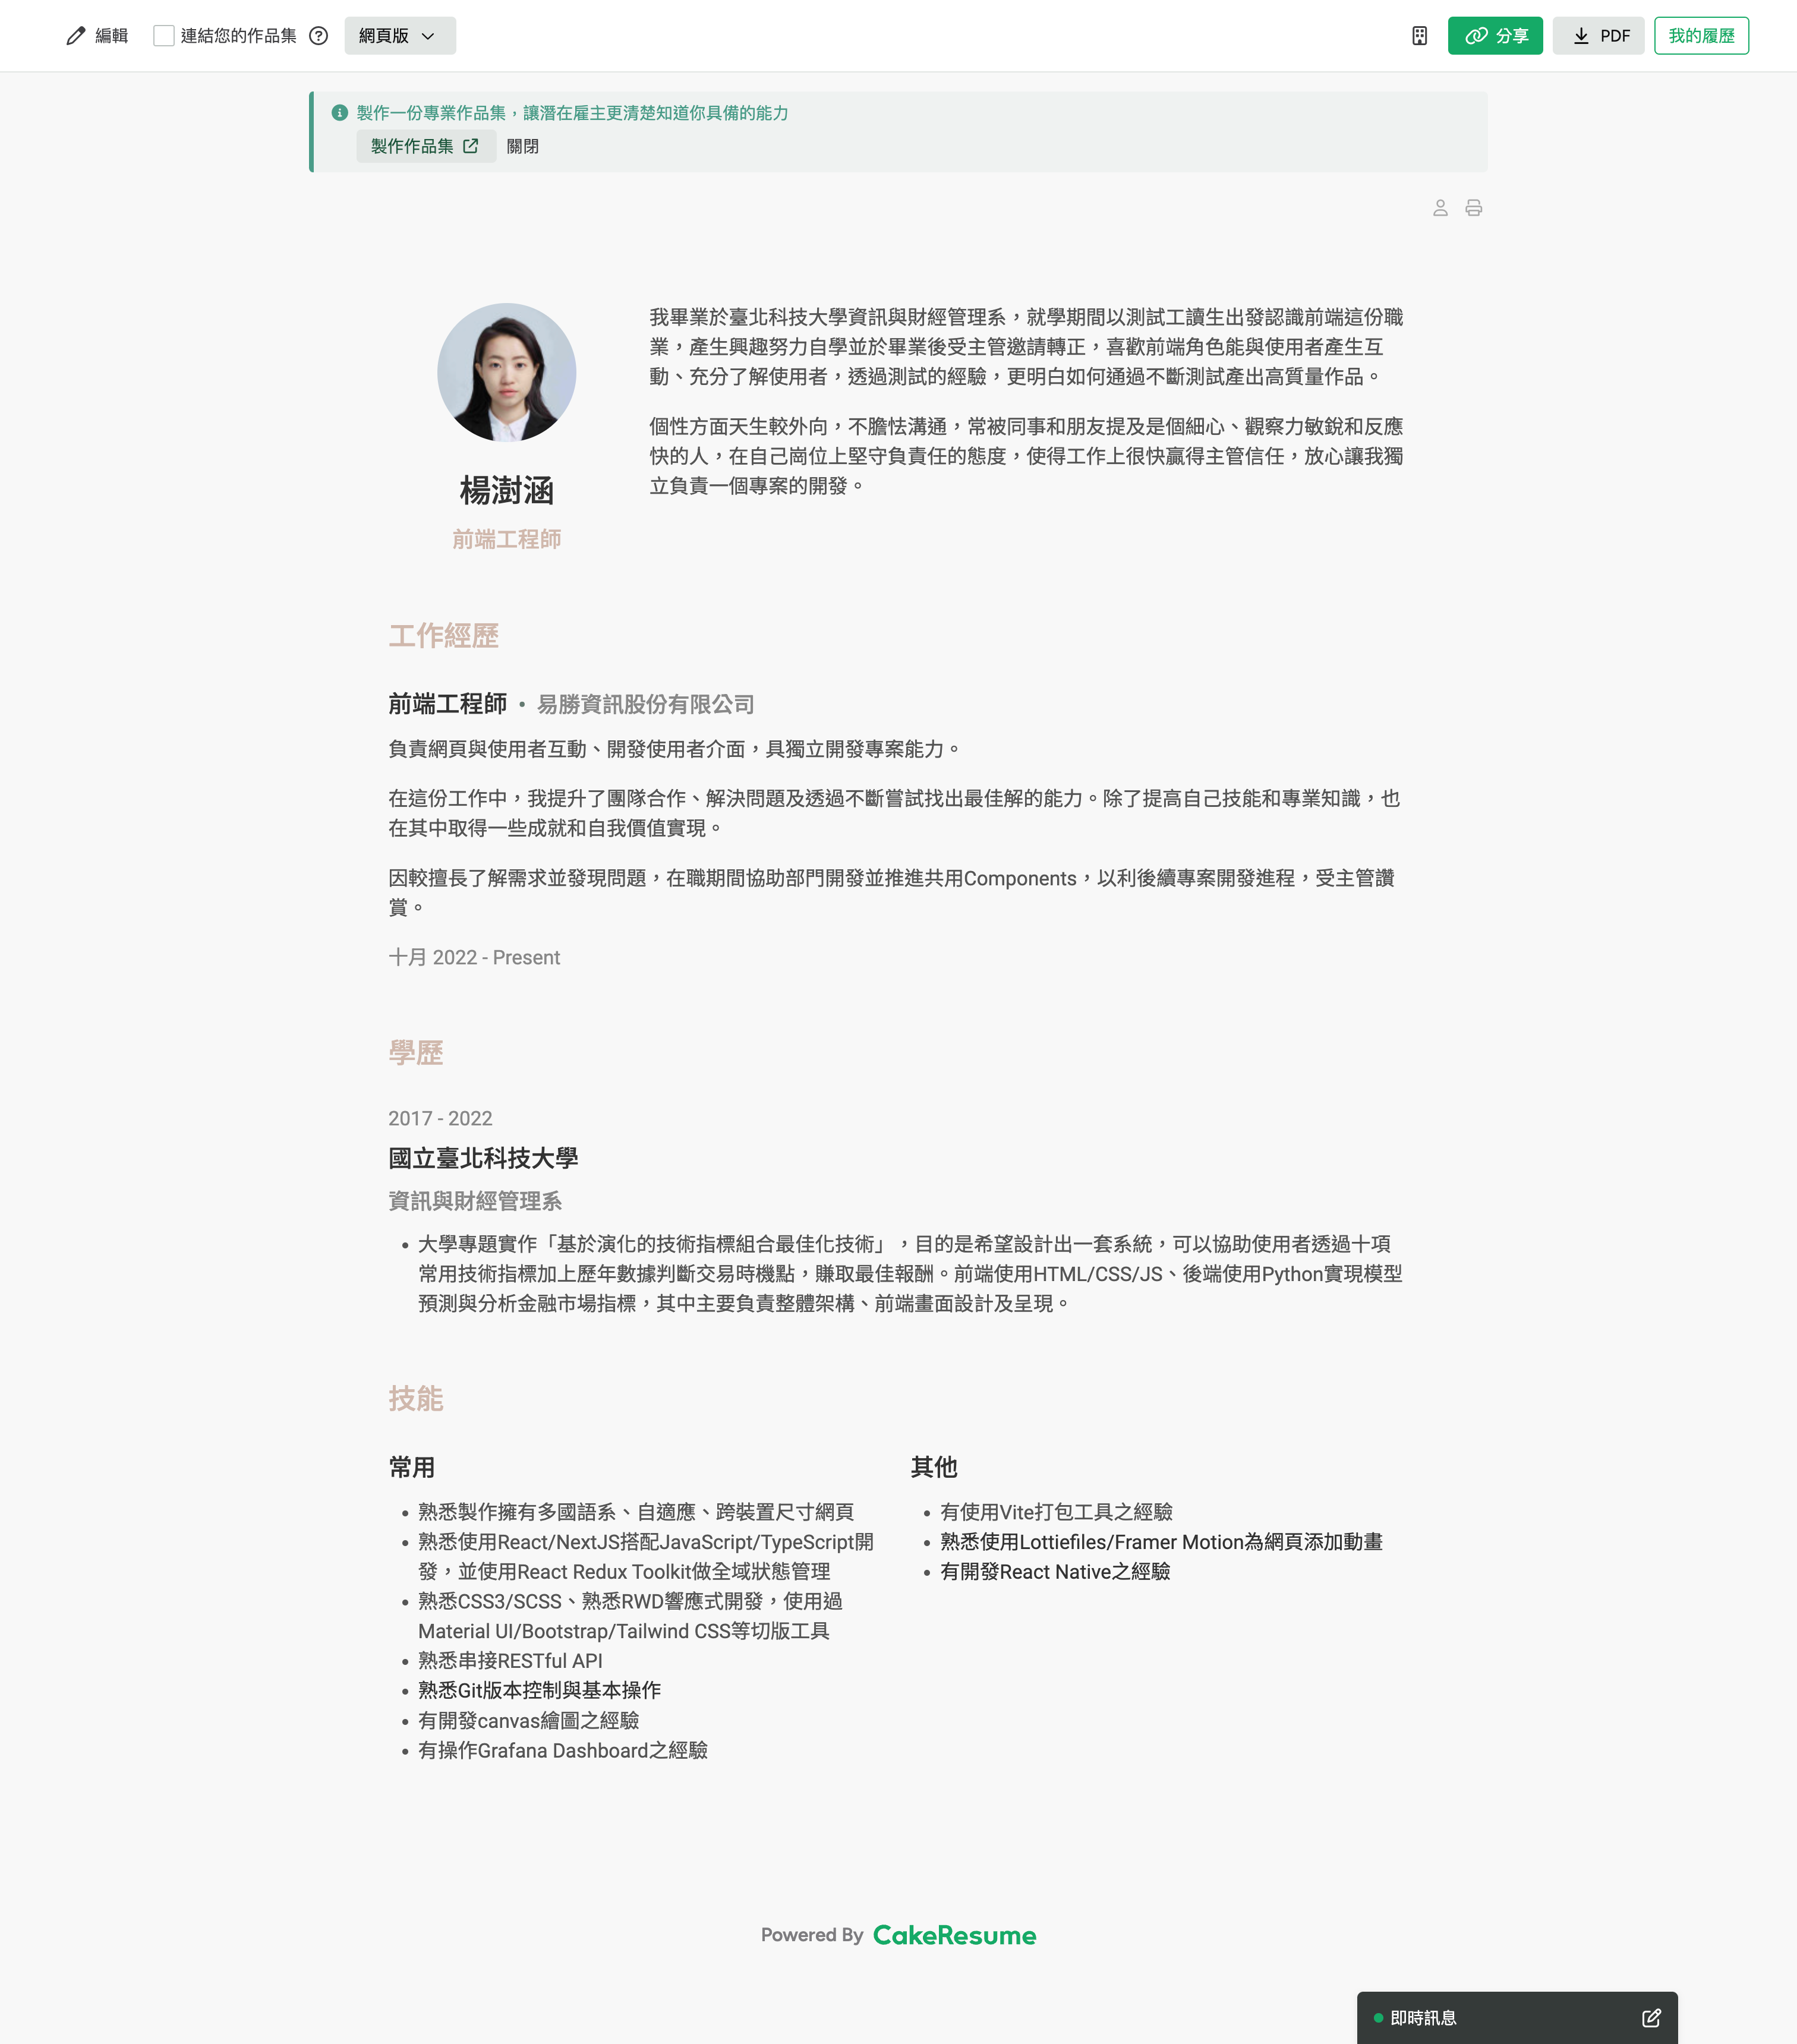 編輯 連結您的作品集 網頁版 分享 PDF 我的履歷
製作一份專業作品集，讓潛在雇主更清楚知道你具備的能力
製作作品集 關閉
我畢業於臺北科技大學資訊與財經管理系，就學期間以測試工讀生出發認識前端這份職
業，產生興趣努力自學並於畢業後受主管邀請轉正，喜歡前端角色能與使用者產生互
動、充分了解使用者，透過測試的經驗，更明白如何通過不斷測試產出高質量作品。
個性方面天生較外向，不膽怯溝通，常被同事和朋友提及是個細心、觀察力敏銳和反應
快的人，在自己崗位上堅守負責任的態度，使得工作上很快贏得主管信任，放心讓我獨
立負責一個專案的開發。
楊澍涵
前端工程師
工作經歷
前端工程師 • 易勝資訊股份有限公司
負責網頁與使用者互動、開發使用者介面，具獨立開發專案能力。
在這份工作中，我提升了團隊合作、解決問題及透過不斷嘗試找出最佳解的能力。除了提高自己技能和專業知識，也
在其中取得一些成就和自我價值實現。
因較擅長了解需求並發現問題，在職期間協助部門開發並推進共用Components，以利後續專案開發進程，受主管讚
賞。
十月 2022 - Present
學歷
2017 - 2022
國立臺北科技大學
資訊與財經管理系
• 大學專題實作「基於演化的技術指標組合最佳化技術」，目的是希望設計出一套系統，可以協助使用者透過十項
常用技術指標加上歷年數據判斷交易時機點，賺取最佳報酬。前端使用HTML/CSS/JS、後端使用Python實現模型
預測與分析金融市場指標，其中主要負責整體架構、前端畫面設計及呈現。
技能
常用
• 熟悉製作擁有多國語系、自適應、跨裝置尺寸網頁
• 熟悉使用React/NextJS搭配JavaScript/TypeScript開
發，並使用React Redux Toolkit做全域狀態管理
• 熟悉CSS3/SCSS、熟悉RWD響應式開發，使用過
Material UI/Bootstrap/Tailwind CSS等切版工具
• 熟悉串接RESTful API
• 熟悉Git版本控制與基本操作
• 有開發canvas繪圖之經驗
• 有操作Grafana Dashboard之經驗
其他
• 有使用Vite打包工具之經驗
• 熟悉使用Lottiefiles/Framer Motion為網頁添加動畫
• 有開發React Native之經驗
Powered By CakeResume
即時訊息